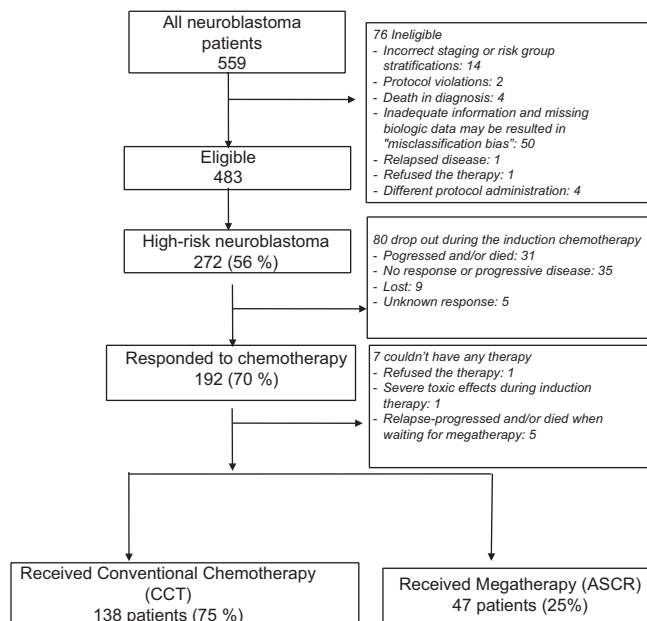 All neuroblastoma
patients
559
76 Ineligible
- Incorrect staging or risk group
stratifications: 14
- Protocol violations: 2
- Death in diagnosis: 4
- Inadequate information and missing
biologic data may be resulted in
"misclassification bias”: 50
- Relapsed disease: 1
- Refused the therapy: 1
- Different protocol administration: 4
Eligible
483
High-risk neuroblastoma
272 (56 %)
80 drop out during the induction chemotherapy
- Pogressed and/or died: 31
- No response or progressive disease: 35
- Lost: 9
- Unknown response: 5
Responded to chemotherapy
192 (70 %)
7 couldn’t have any therapy
- Refused the therapy: 1
- Severe toxic effects during induction
therapy: 1
- Relapse-progressed and/or died when
waiting for megatherapy: 5
Received Conventional Chemotherapy
(CCT)
138 patients (75 %)
Received Megatherapy (ASCR)
47 patients (25%)